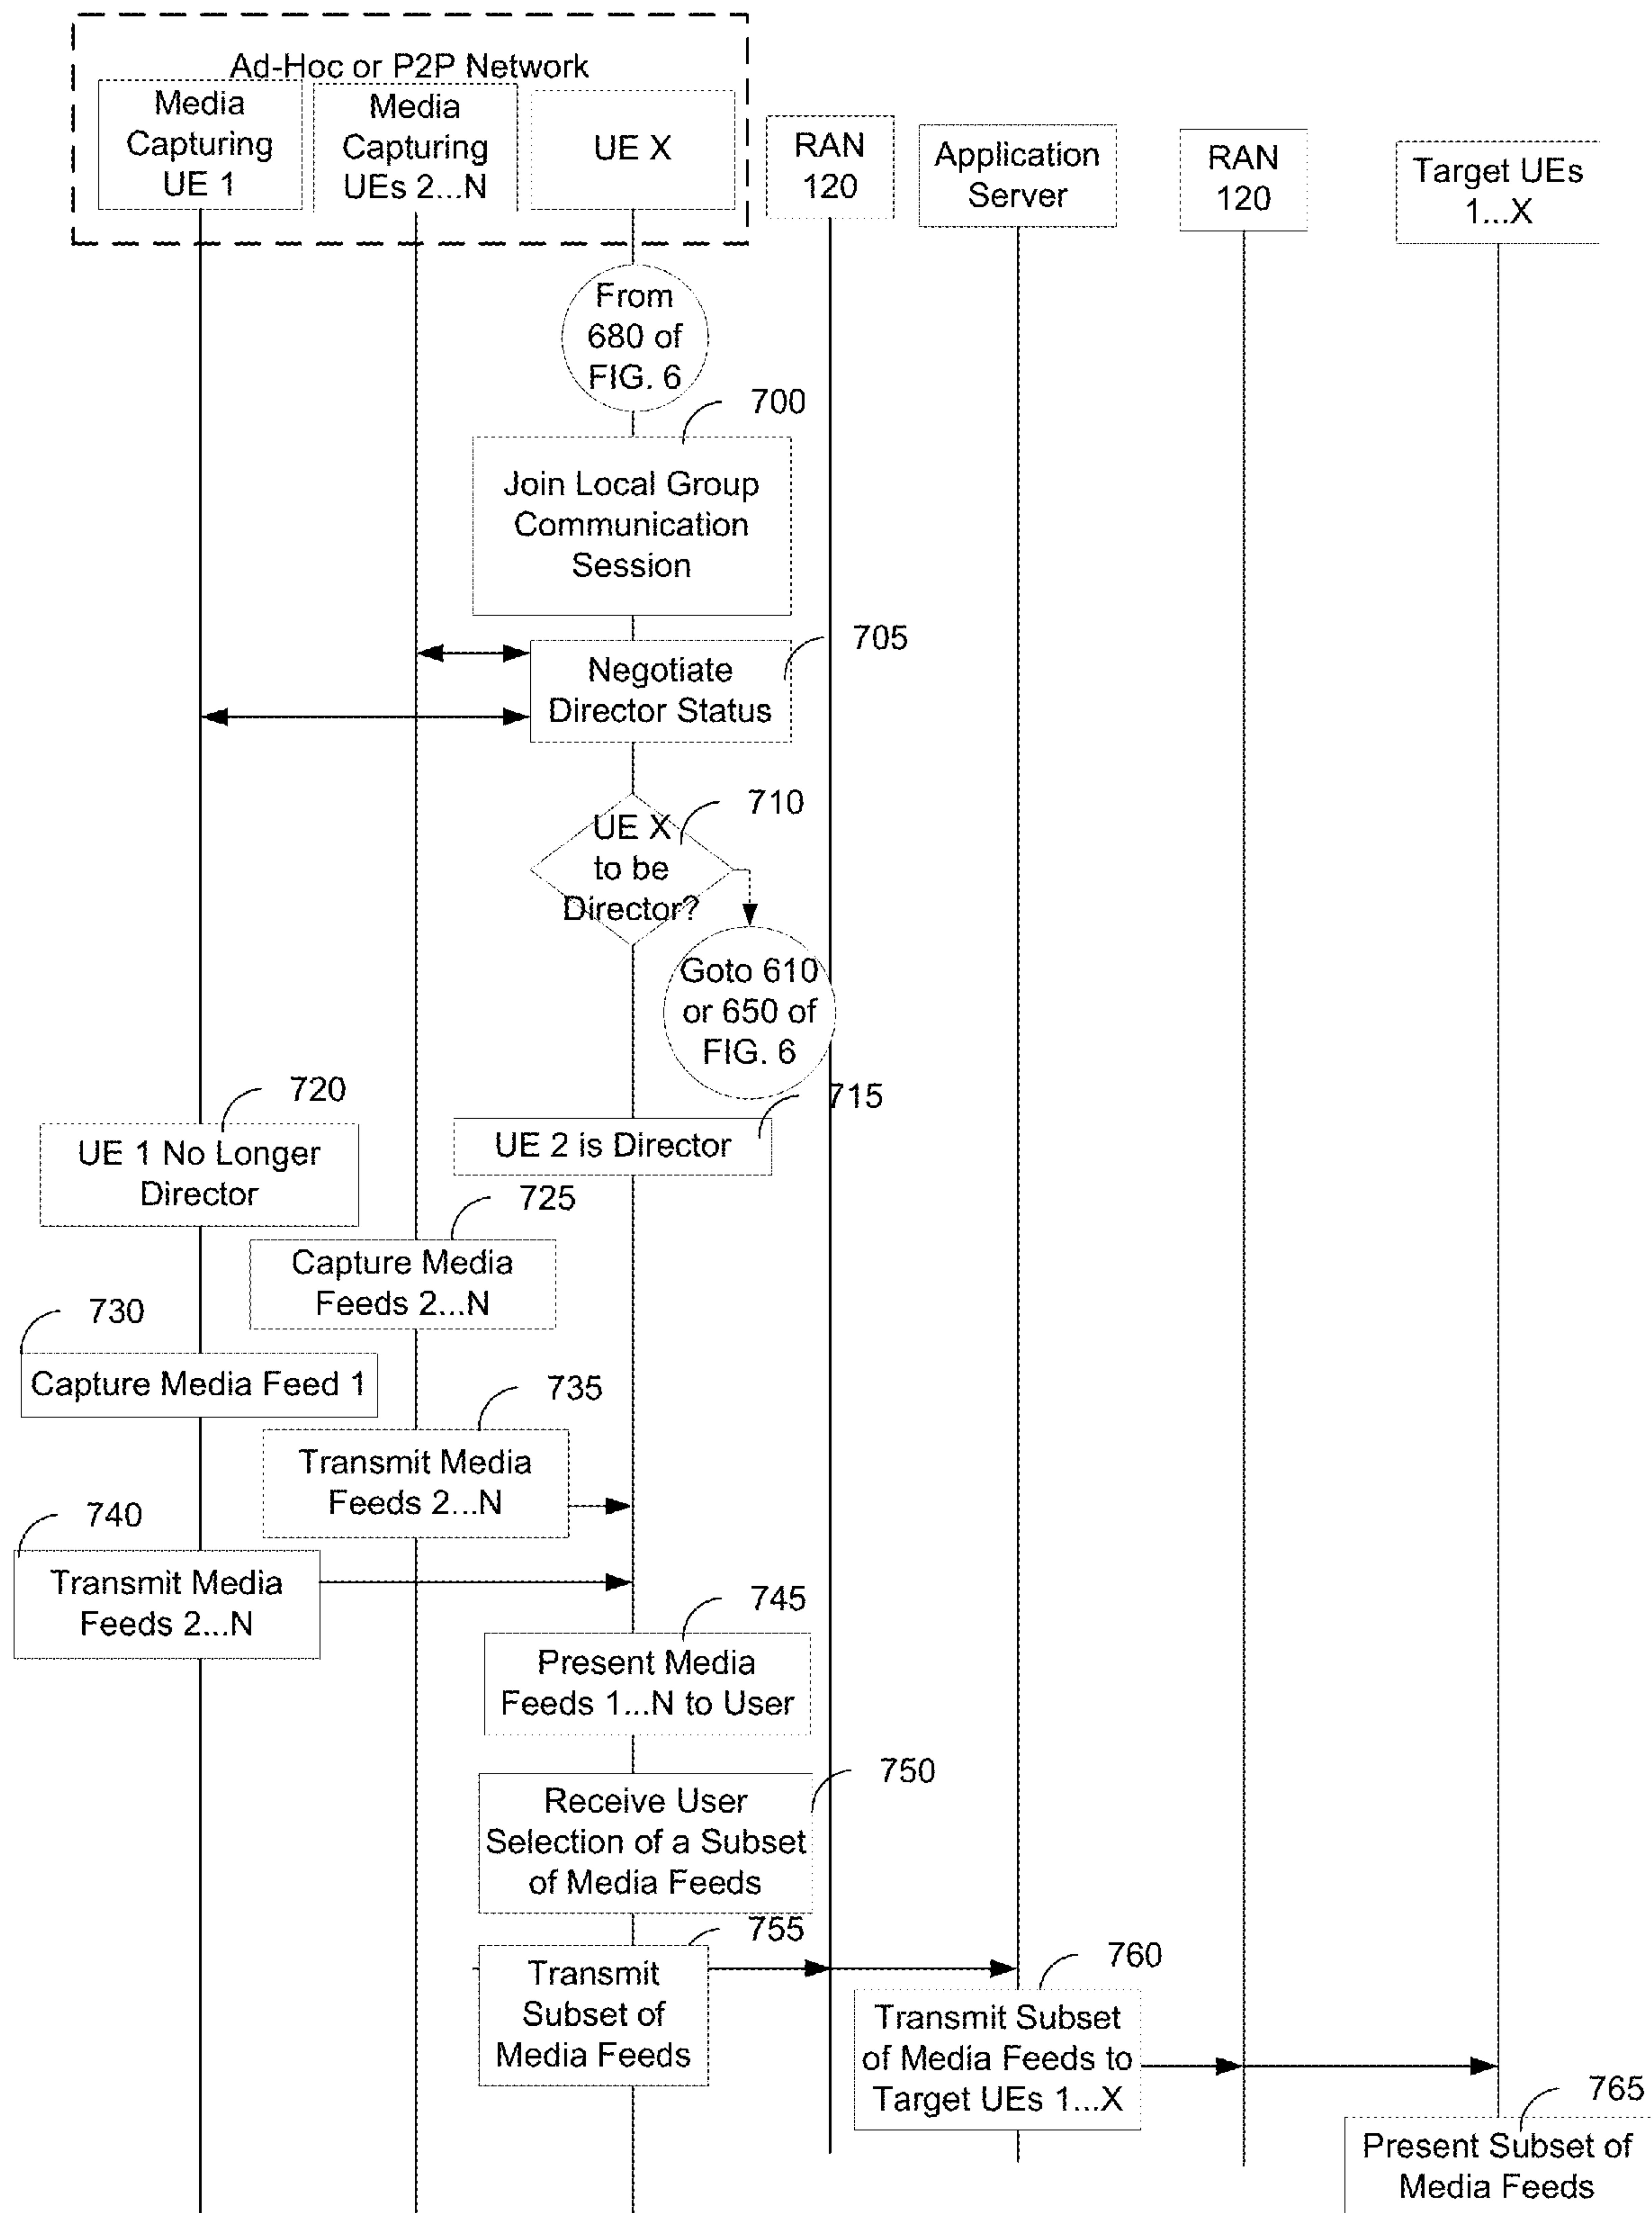 Ad-Hoc or P2P Network
Media
Capturing
UE 1
Media
Capturing
UEs 2...N
UE X
RAN
120
Application
Server
RAN
120
Target UEs
1...X
From
680 of
FIG. 6
700
Join Local Group
Communication
Session
705
Negotiate
Director Status
710
UE X
to be
Director?
Goto 610
or 650 of
FIG. 6
715
UE 2 is Director
720
UE 1 No Longer
Director
725
Capture Media
Feeds 2...N
730
Capture Media Feed 1
735
Transmit Media
Feeds 2...N
740
Transmit Media
Feeds 2...N
745
Present Media
Feeds 1...N to User
750
Receive User
Selection of a Subset
of Media Feeds
755
Transmit
Subset of
Media Feeds
760
Transmit Subset
of Media Feeds to
Target UEs 1...X
765
Present Subset of
Media Feeds